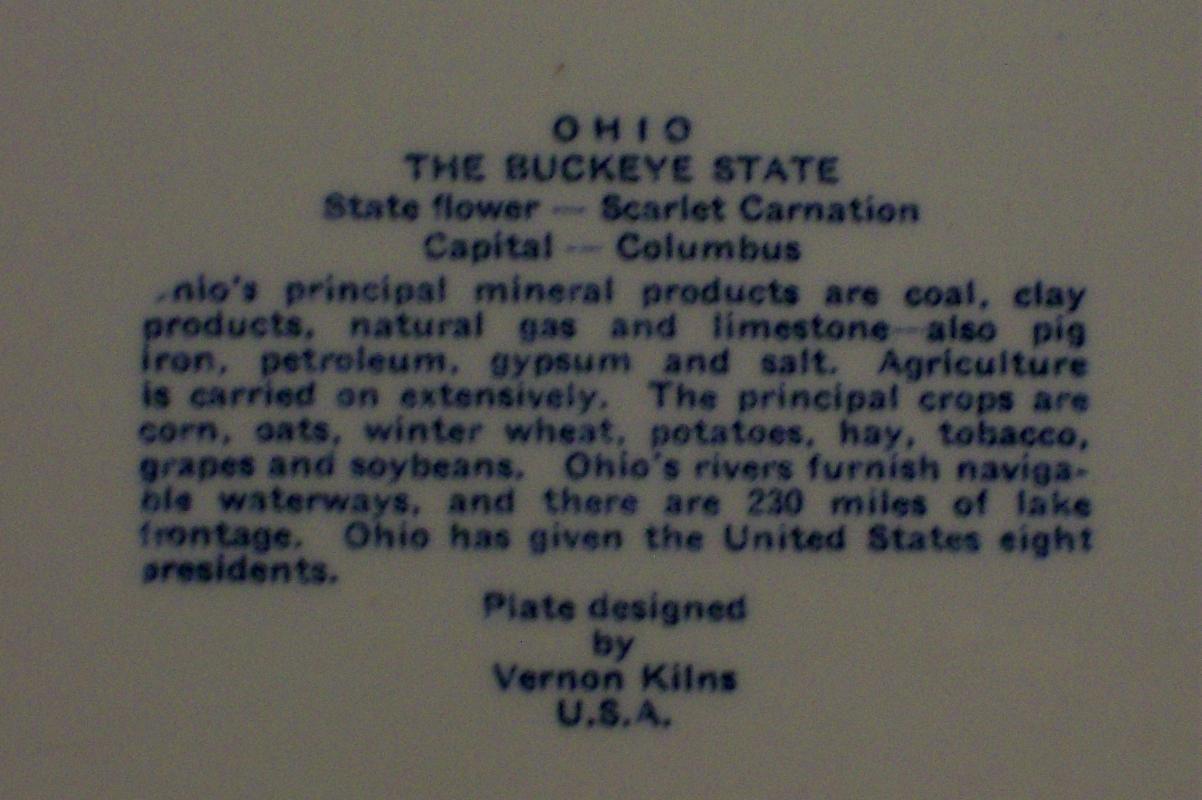 OHIO
THE BUCKEYE STATE
State flower — Scarlet Carnation
Capital — Columbus
Ohio's principal mineral products are coal, clay
products, natural gas and limestone—also pig
iron, petroleum, gypsum and salt. Agriculture
is carried on extensively. The principal crops are
corn, oats, winter wheat, potatoes, hay, tobacco,
grapes and soybeans. Ohio's rivers furnish naviga-
ble waterways, and there are 230 miles of lake
frontage. Ohio has given the United States eight
presidents.
Plate designed
by
Vernon Kilns
U.S.A.